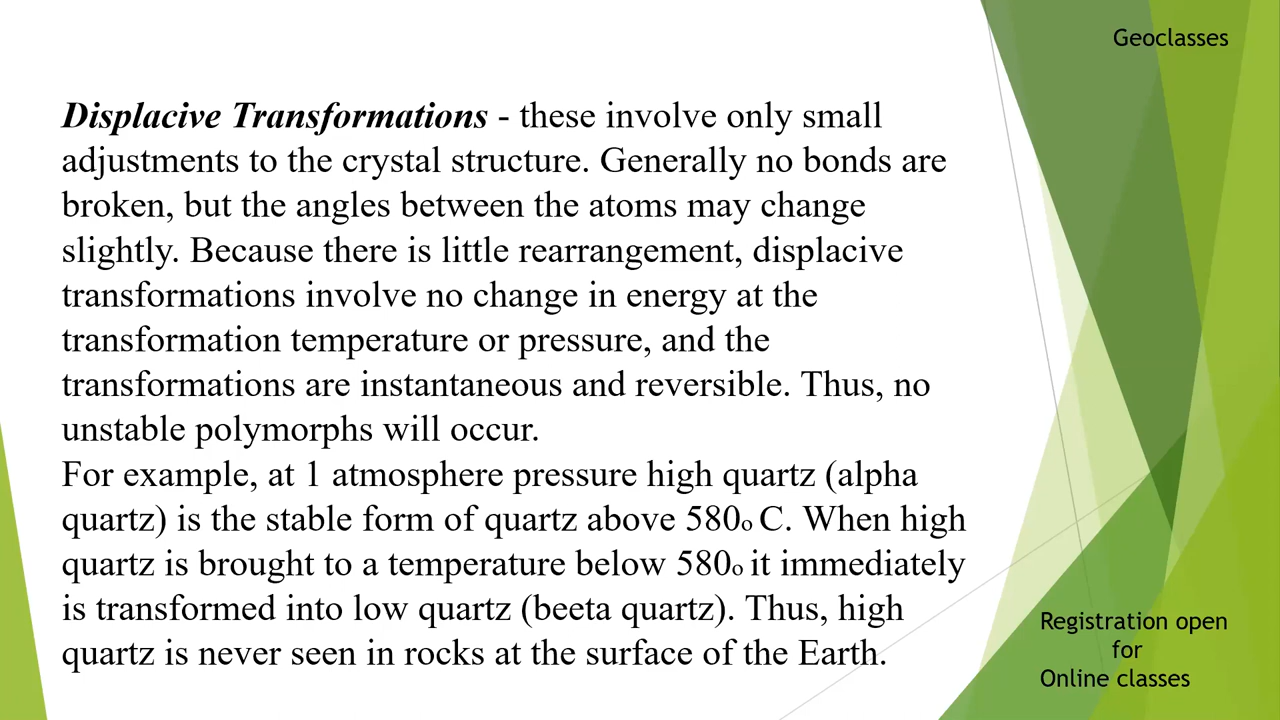 Geoclasses
Displacive Transformations - these involve only small
adjustments to the crystal structure. Generally no bonds are
broken, but the angles between the atoms may change
slightly. Because there is little rearrangement, displacive
transformations involve no change in energy at the
transformation temperature or pressure, and the
transformations are instantaneous and reversible. Thus, no
unstable polymorphs will occur.
For example, at 1 atmosphere pressure high quartz (alpha
quartz) is the stable form of quartz above 580o C. When high
quartz is brought to a temperature below 580o it immediately
is transformed into low quartz (beeta quartz). Thus, high
quartz is never seen in rocks at the surface of the Earth.
Registration open
for
Online classes